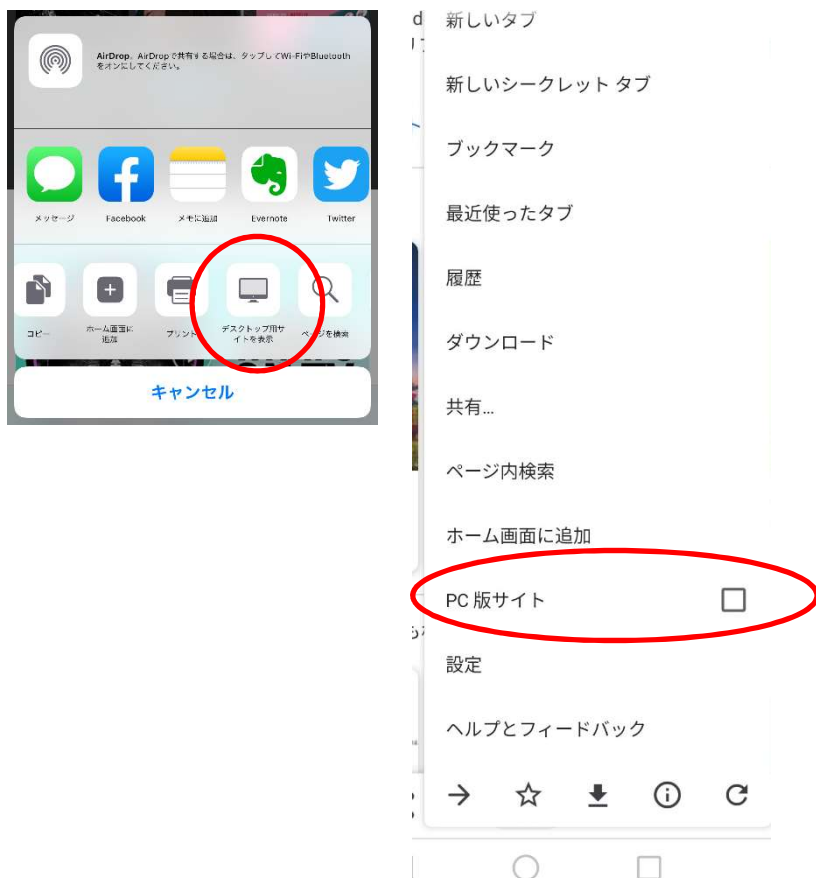 AirDrop。AirDropで共有する場合は、タップしてWi-FiやBluetooth
をオンにしてください。
メッセージ
Facebook
メモに追加
Evernote
Twitter
コピー
ホーム画面に
追加
プリント
デスクトップ用サ
イトを表示
ページを検索
キャンセル
新しいタブ
新しいシークレット タブ
ブックマーク
最近使ったタブ
履歴
ダウンロード
共有...
ページ内検索
ホーム画面に追加
PC 版サイト
設定
ヘルプとフィードバック